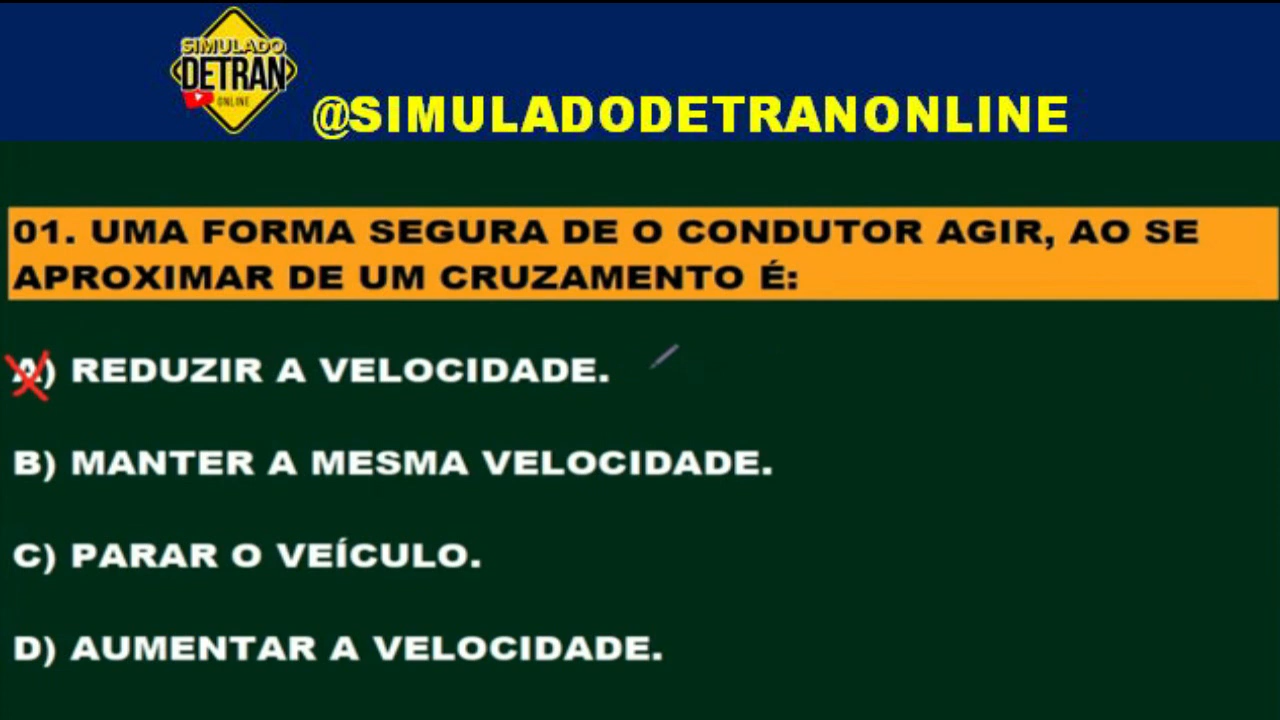 SIMULADO
DETRAN
ONLINE
@SIMULADODETRANONLINE
01. UMA FORMA SEGURA DE O CONDUTOR AGIR, AO SE
APROXIMAR DE UM CRUZAMENTO É:
A) REDUZIR A VELOCIDADE.
B) MANTER A MESMA VELOCIDADE.
C) PARAR O VEÍCULO.
D) AUMENTAR A VELOCIDADE.